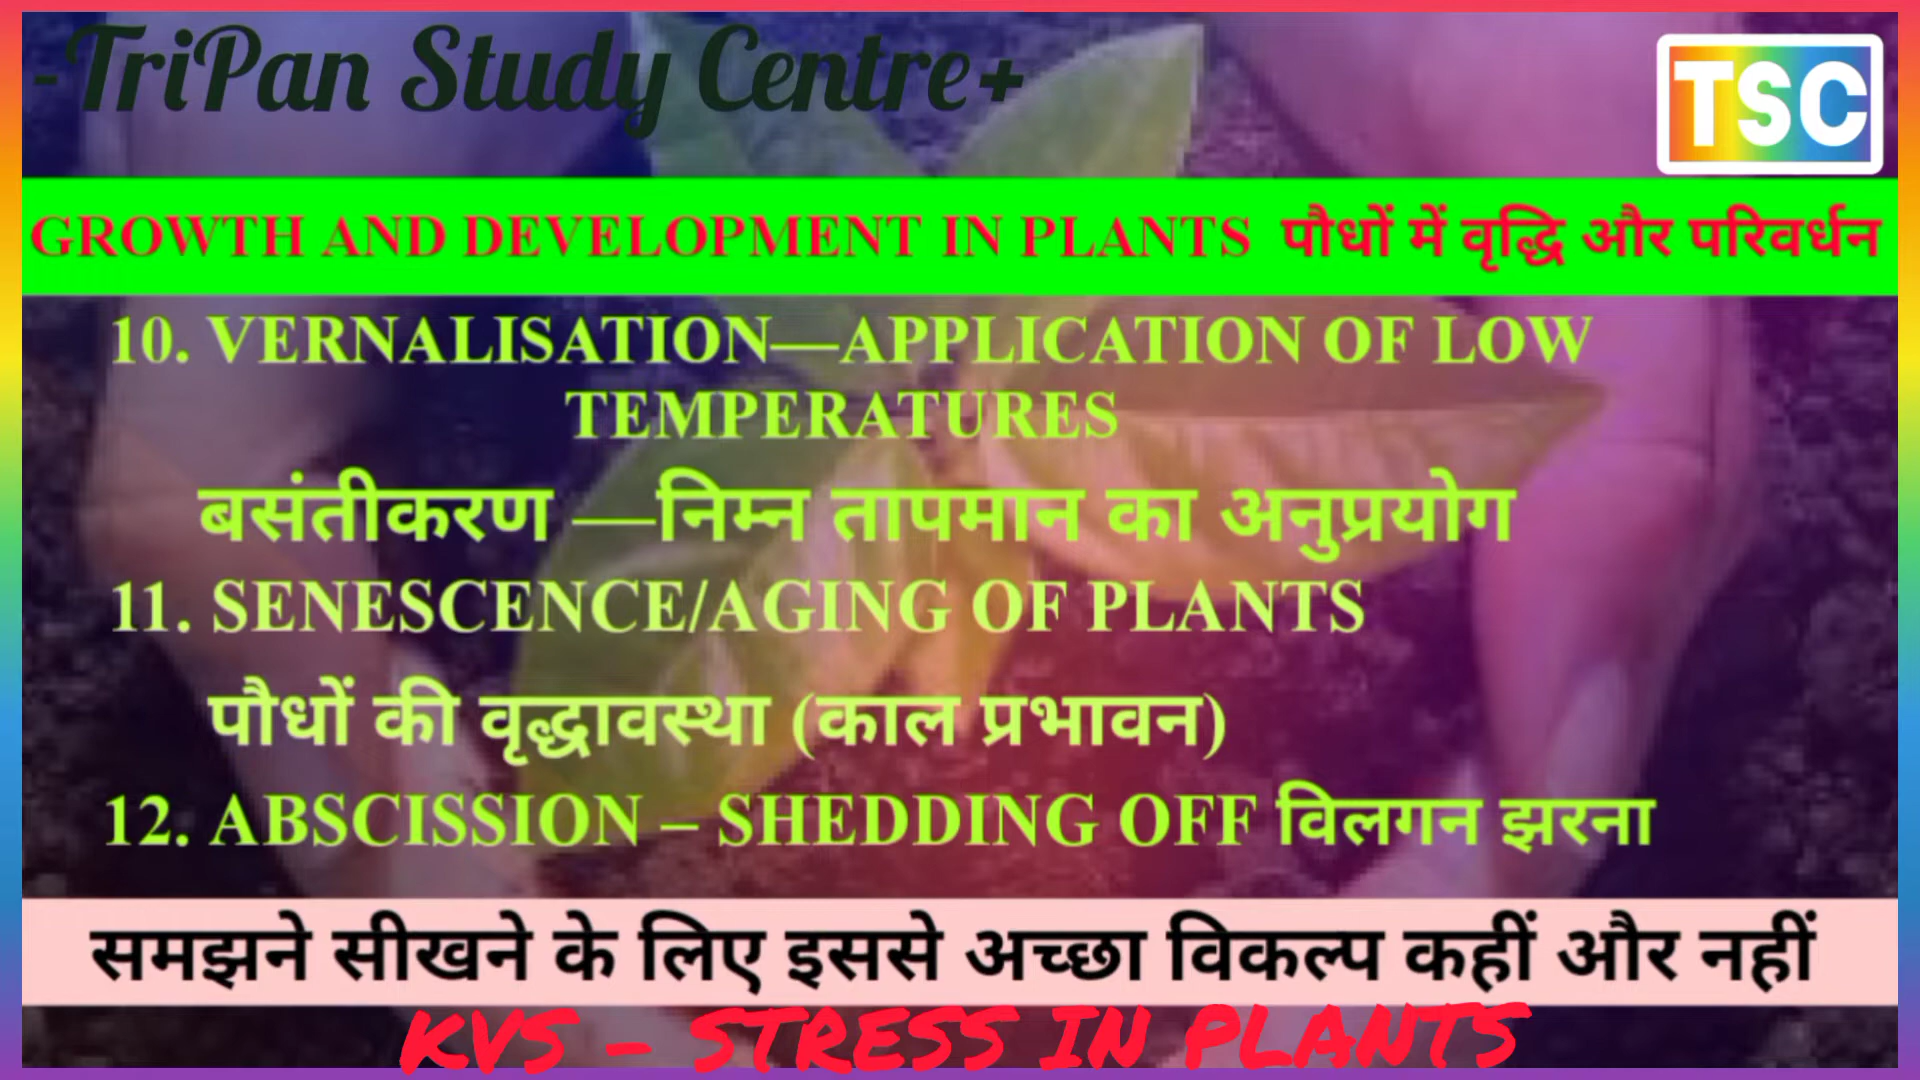 -TriPan Study Centre+
TSC
GROWTH AND DEVELOPMENT IN PLANTS पौधों में वृद्धि और परिवर्धन
10. VERNALISATION—APPLICATION OF LOW
TEMPERATURES
बसंतीकरण —निम्न तापमान का अनुप्रयोग
11. SENESCENCE/AGING OF PLANTS
पौधों की वृद्धावस्था (काल प्रभावन)
12. ABSCISSION – SHEDDING OFF विलगन झरना
समझने सीखने के लिए इससे अच्छा विकल्प कहीं और नहीं
KVS - STRESS IN PLANTS